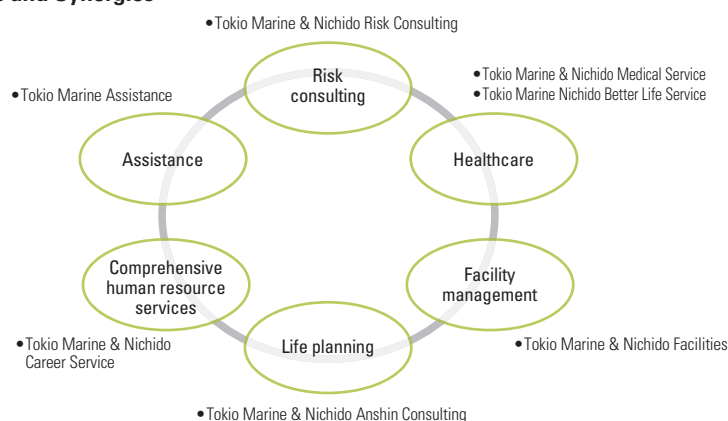 and Synergies
•Tokio Marine & Nichido Risk Consulting
Risk
consulting
•Tokio Marine & Nichido Medical Service
•Tokio Marine Nichido Better Life Service
•Tokio Marine Assistance
Assistance
Healthcare
Comprehensive
human resource
services
Facility
management
•Tokio Marine & Nichido
Career Service
Life planning
•Tokio Marine & Nichido Facilities
•Tokio Marine & Nichido Anshin Consulting